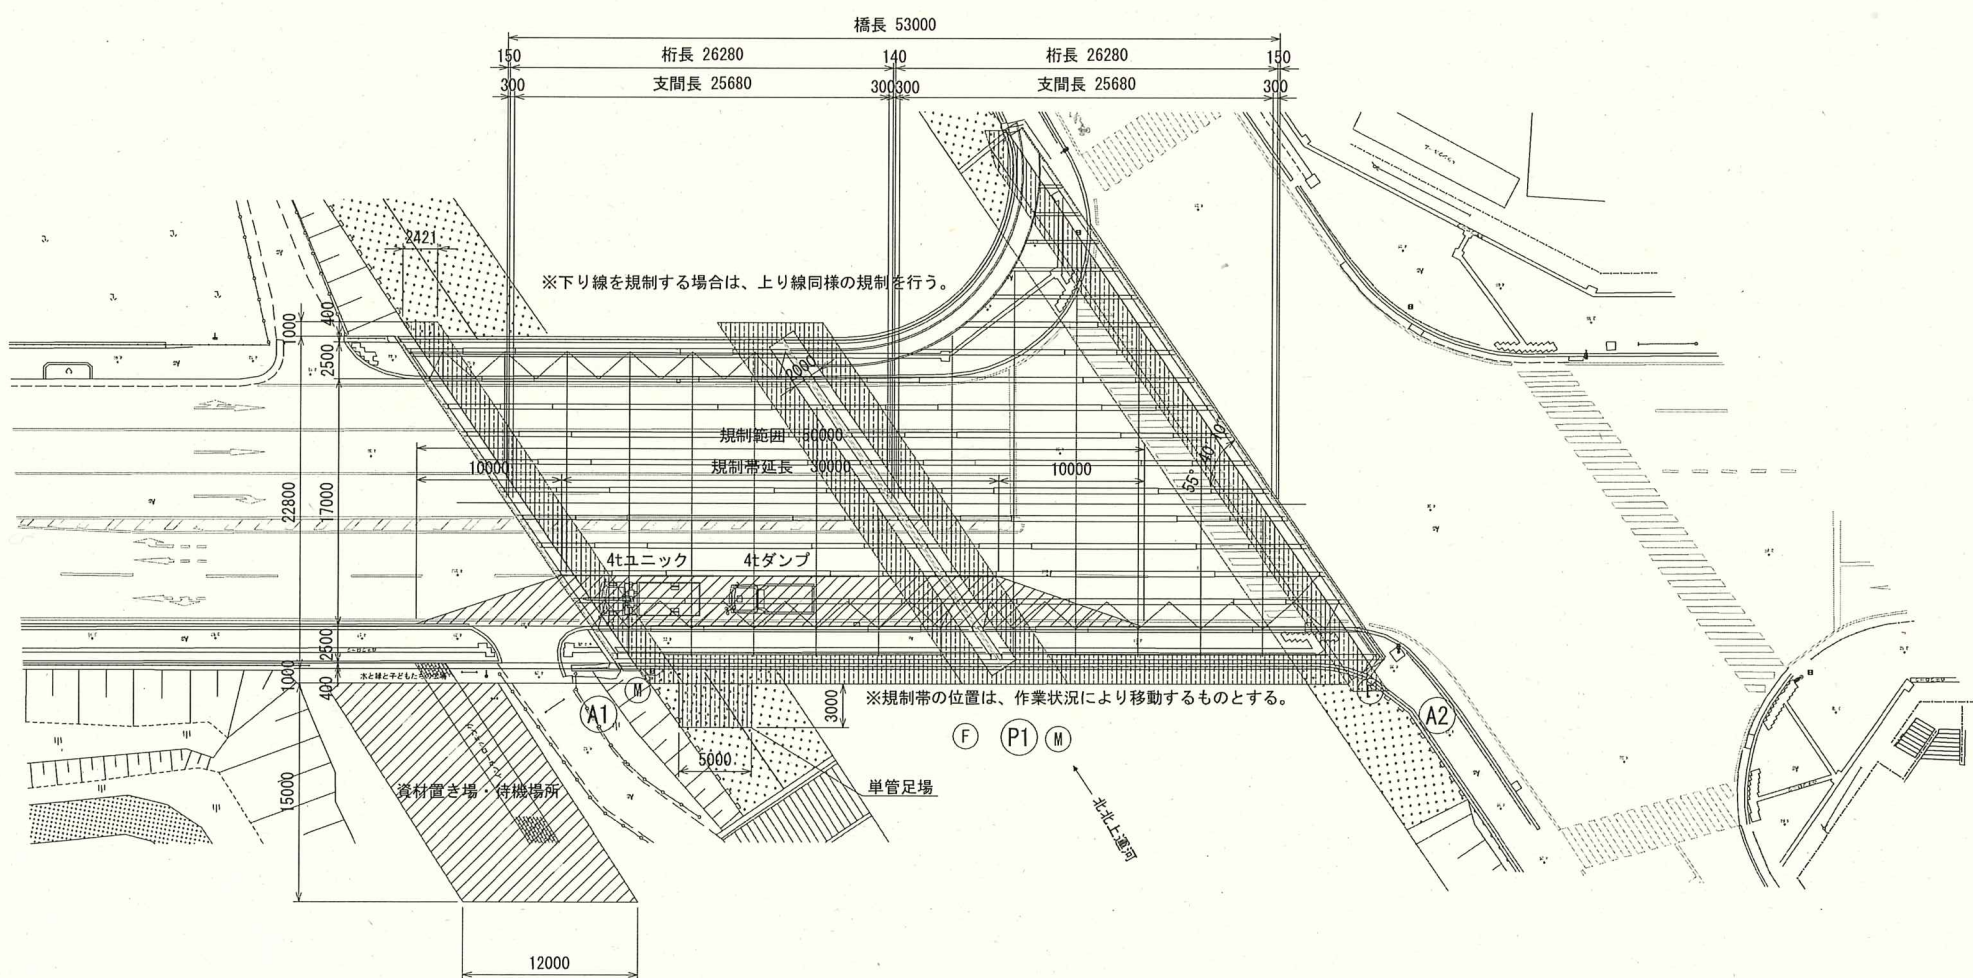 橋長 53000
150 桁長 26280 140 桁長 26280 150
300 支間長 25680 300300 支間長 25680 300
2421
※下り線を規制する場合は、上り線同様の規制を行う。
1000 400
2500
2000
規制範囲 50000
10000 規制帯延長 30000 10000
22800 17000
4tユニック 4tダンプ
2500
1000 400
M A1
3000
※規制帯の位置は、作業状況により移動するものとする。
A2
F P1 M
5000
単管足場
資材置き場・待機場所
15000
北北上運河
12000